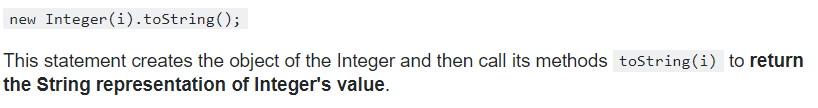 new Integer(i).toString();
This statement creates the object of the Integer and then call its methods toString(i) to return
the String representation of Integer's value.